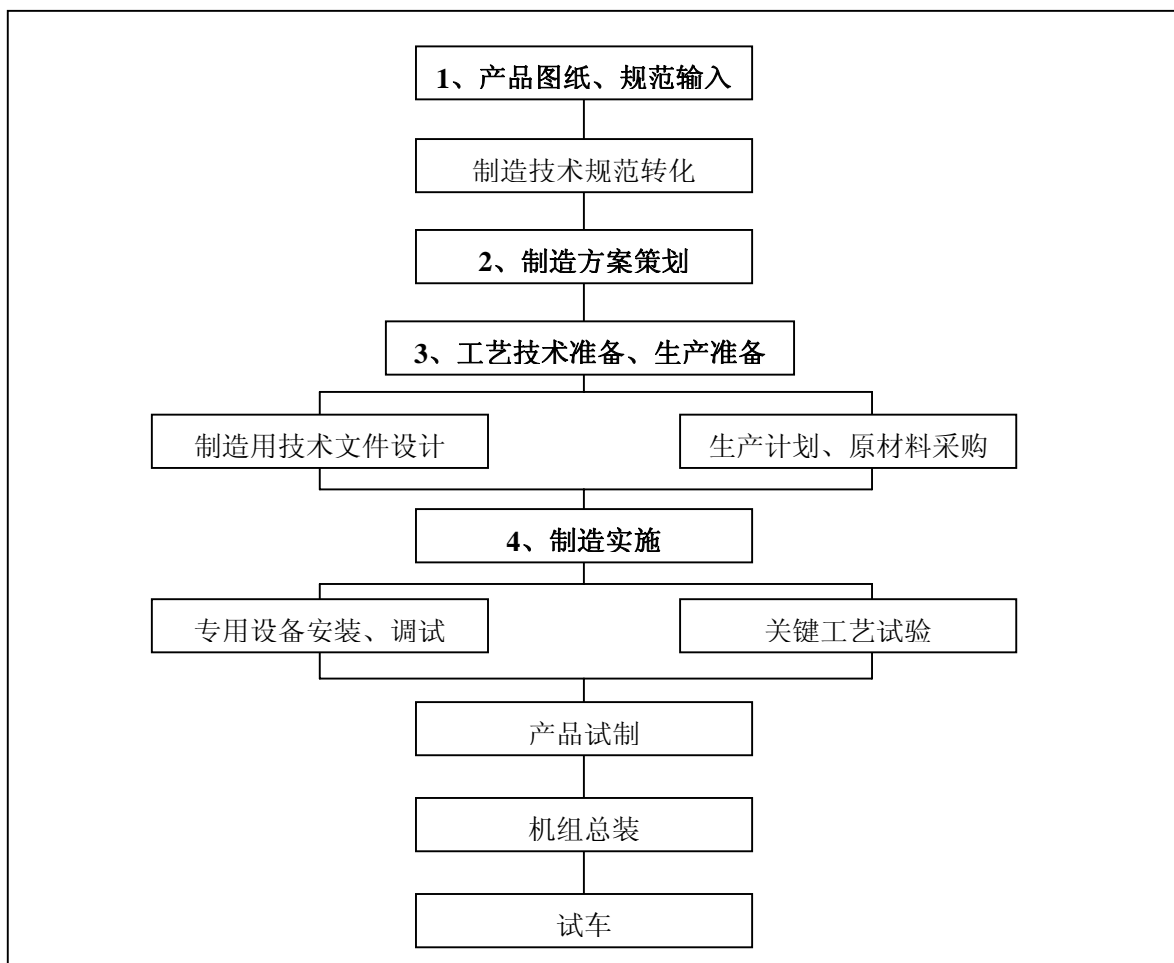 1、产品图纸、规范输入
制造技术规范转化
2、制造方案策划
3、工艺技术准备、生产准备
制造用技术文件设计
生产计划、原材料采购
4、制造实施
专用设备安装、调试
关键工艺试验
产品试制
机组总装
试车